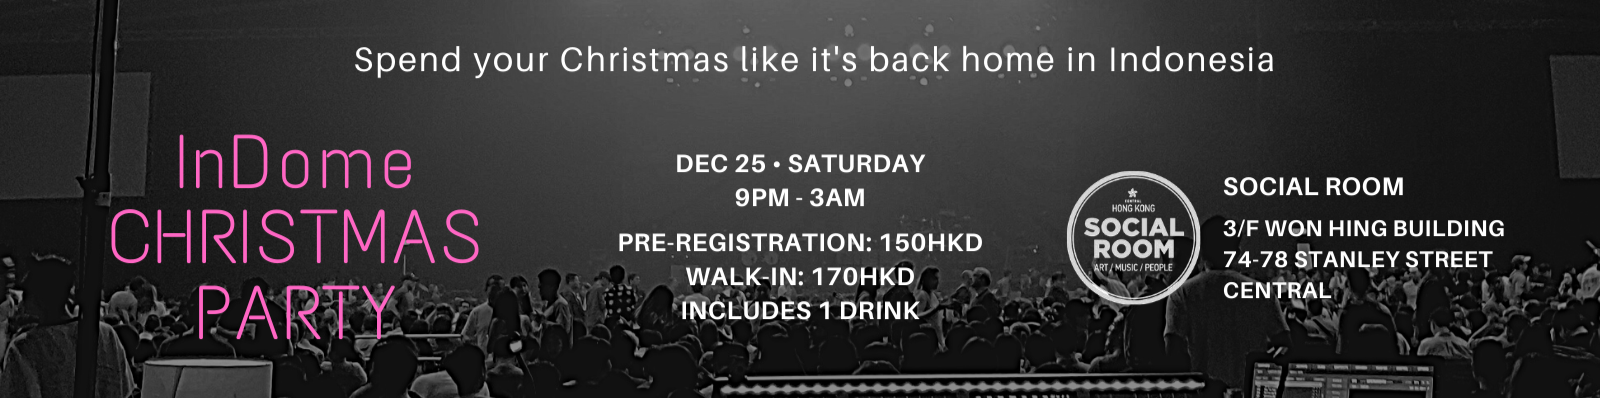 Spend your Christmas like it's back home in Indonesia
InDome
CHRISTMAS
PARTY
DEC 25 • SATURDAY
9PM - 3AM
PRE-REGISTRATION: 150HKD
WALK-IN: 170HKD
INCLUDES 1 DRINK
CENTRAL
HONG KONG
SOCIAL
ROOM
ART / MUSIC / PEOPLE
SOCIAL ROOM
3/F WON HING BUILDING
74-78 STANLEY STREET
CENTRAL